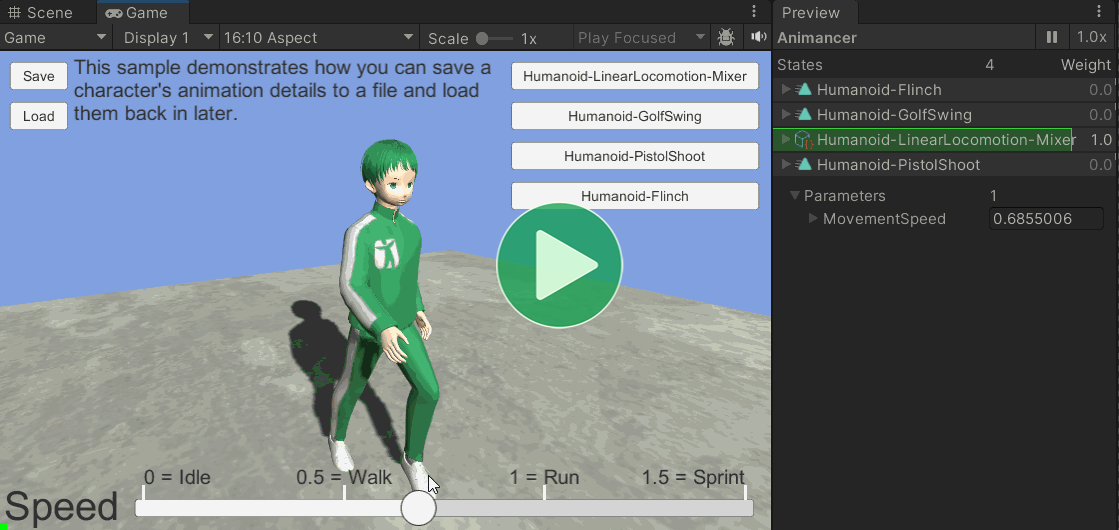 Scene
Game
Preview
Game
Display 1
16:10 Aspect
Scale
1x
Play Focused
Animancer
1.0x
Save
Load
This sample demonstrates how you can save a
character's animation details to a file and load
them back in later.
Humanoid-LinearLocomotion-Mixer
Humanoid-GolfSwing
Humanoid-PistolShoot
Humanoid-Flinch
States 4 Weight
Humanoid-Flinch 0.0
Humanoid-GolfSwing 0.0
Humanoid-LinearLocomotion-Mixer 1.0
Humanoid-PistolShoot 0.0
Parameters 1
MovementSpeed 0.6855006
0 = Idle
0.5 = Walk
1 = Run
1.5 = Sprint
Speed